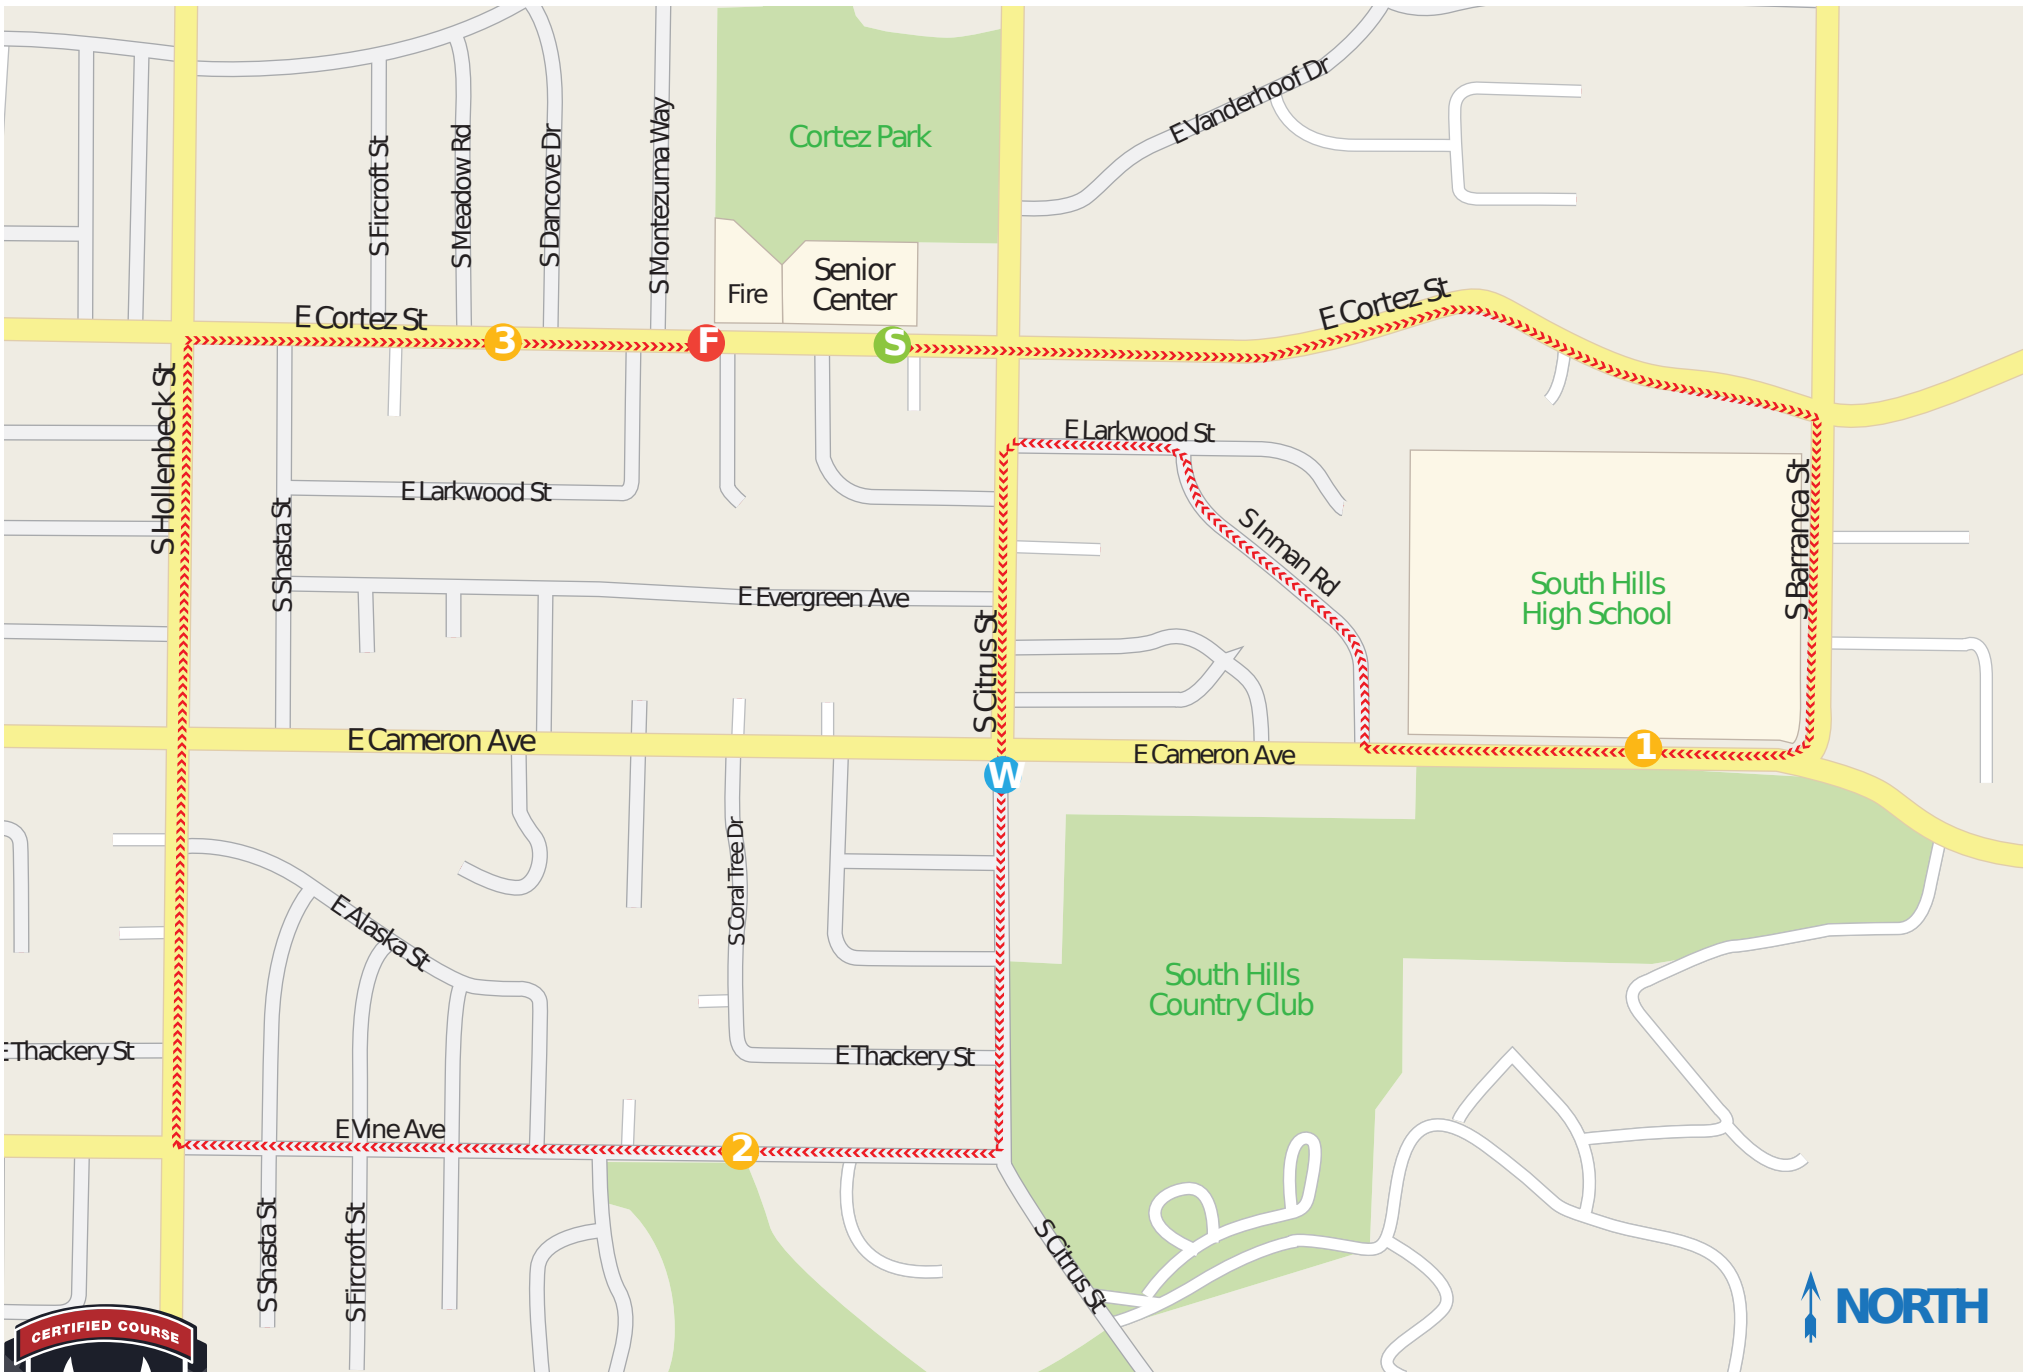 E Vanderhoof Dr
Cortez Park
S Fircroft St
S Meadow Rd
S Dancove Dr
S Montezuma Way
Fire
Senior
Center
E Cortez St
E Cortez St
3
F
S
S Hollenbeck St
E Larkwood St
E Larkwood St
S Shasta St
S Inman Rd
S Barranca St
South Hills
High School
E Evergreen Ave
S Citrus St
E Cameron Ave
E Cameron Ave
1
W
S Coral Tree Dr
E Alaska St
South Hills
Country Club
E Thackery St
E Thackery St
E Vine Ave
2
S Shasta St
S Fircroft St
S Citrus St
NORTH
CERTIFIED COURSE